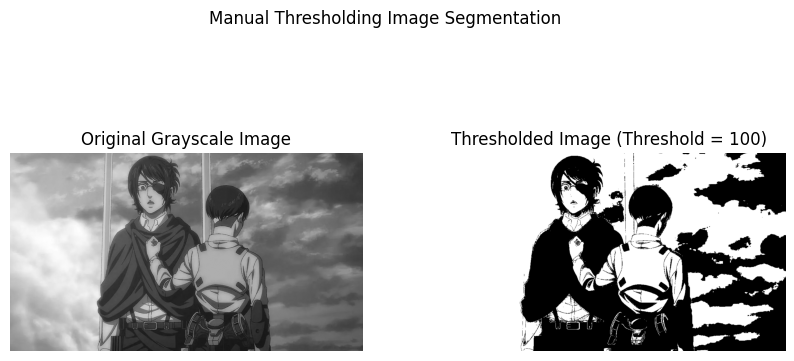 Manual Thresholding Image Segmentation
Original Grayscale Image
Thresholded Image (Threshold = 100)